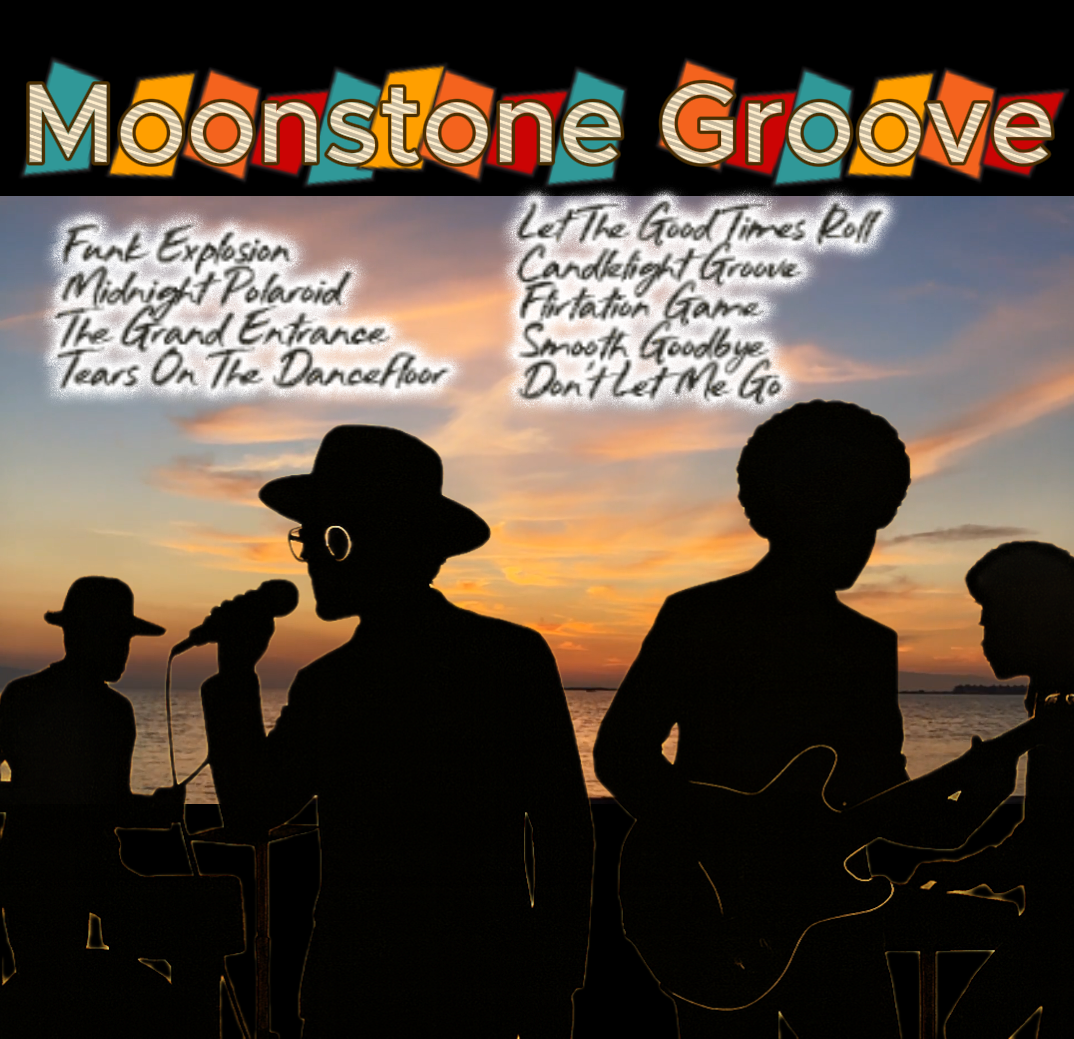 Moonstone Groove
Funk Explosion
Midnight Polaroid
The Grand Entrance
Tears On The Dancefloor
Let The Good Times Roll
Candlelight Groove
Flirtation Game
Smooth Goodbye
Don't Let Me Go